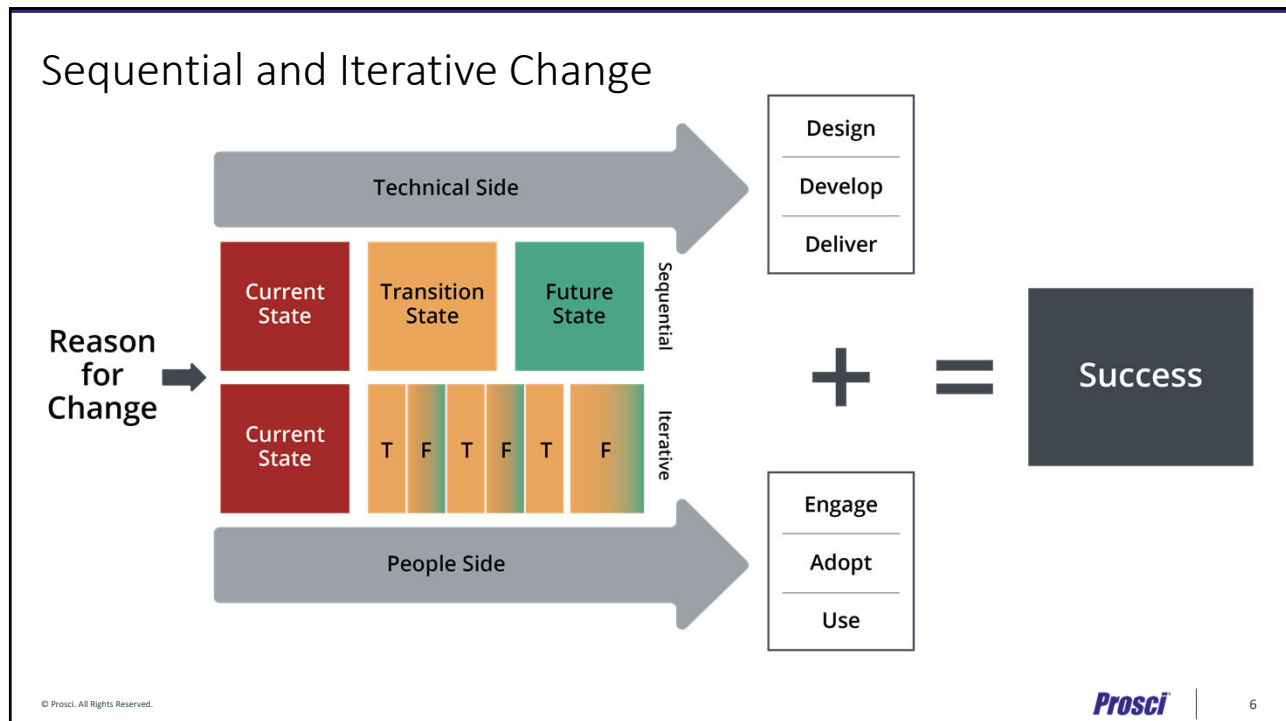 Sequential and Iterative Change
Technical Side
Design
Develop
Deliver
Reason
for
Change
Current
State
Transition
State
Future
State
Sequential
Current
State
T
F
T
F
T
F
Iterative
+
=
Success
People Side
Engage
Adopt
Use
© Prosci. All Rights Reserved.
Prosci®
6